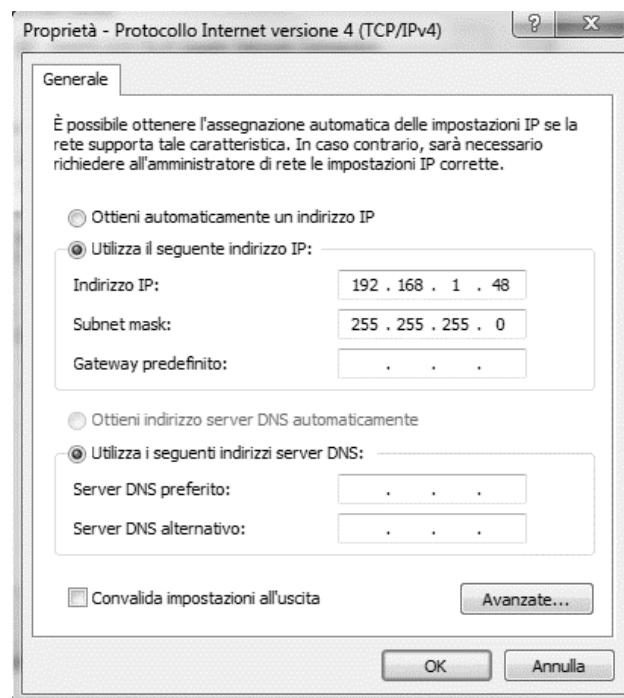 Proprietà - Protocollo Internet versione 4 (TCP/IPv4)
Generale
È possibile ottenere l'assegnazione automatica delle impostazioni IP se la
rete supporta tale caratteristica. In caso contrario, sarà necessario
richiedere all'amministratore di rete le impostazioni IP corrette.
Ottieni automaticamente un indirizzo IP
Utilizza il seguente indirizzo IP:
Indirizzo IP: 192 . 168 . 1 . 48
Subnet mask: 255 . 255 . 255 . 0
Gateway predefinito: . . .
Ottieni indirizzo server DNS automaticamente
Utilizza i seguenti indirizzi server DNS:
Server DNS preferito: . . .
Server DNS alternativo: . . .
Convalida impostazioni all'uscita Avanzate...
OK Annulla